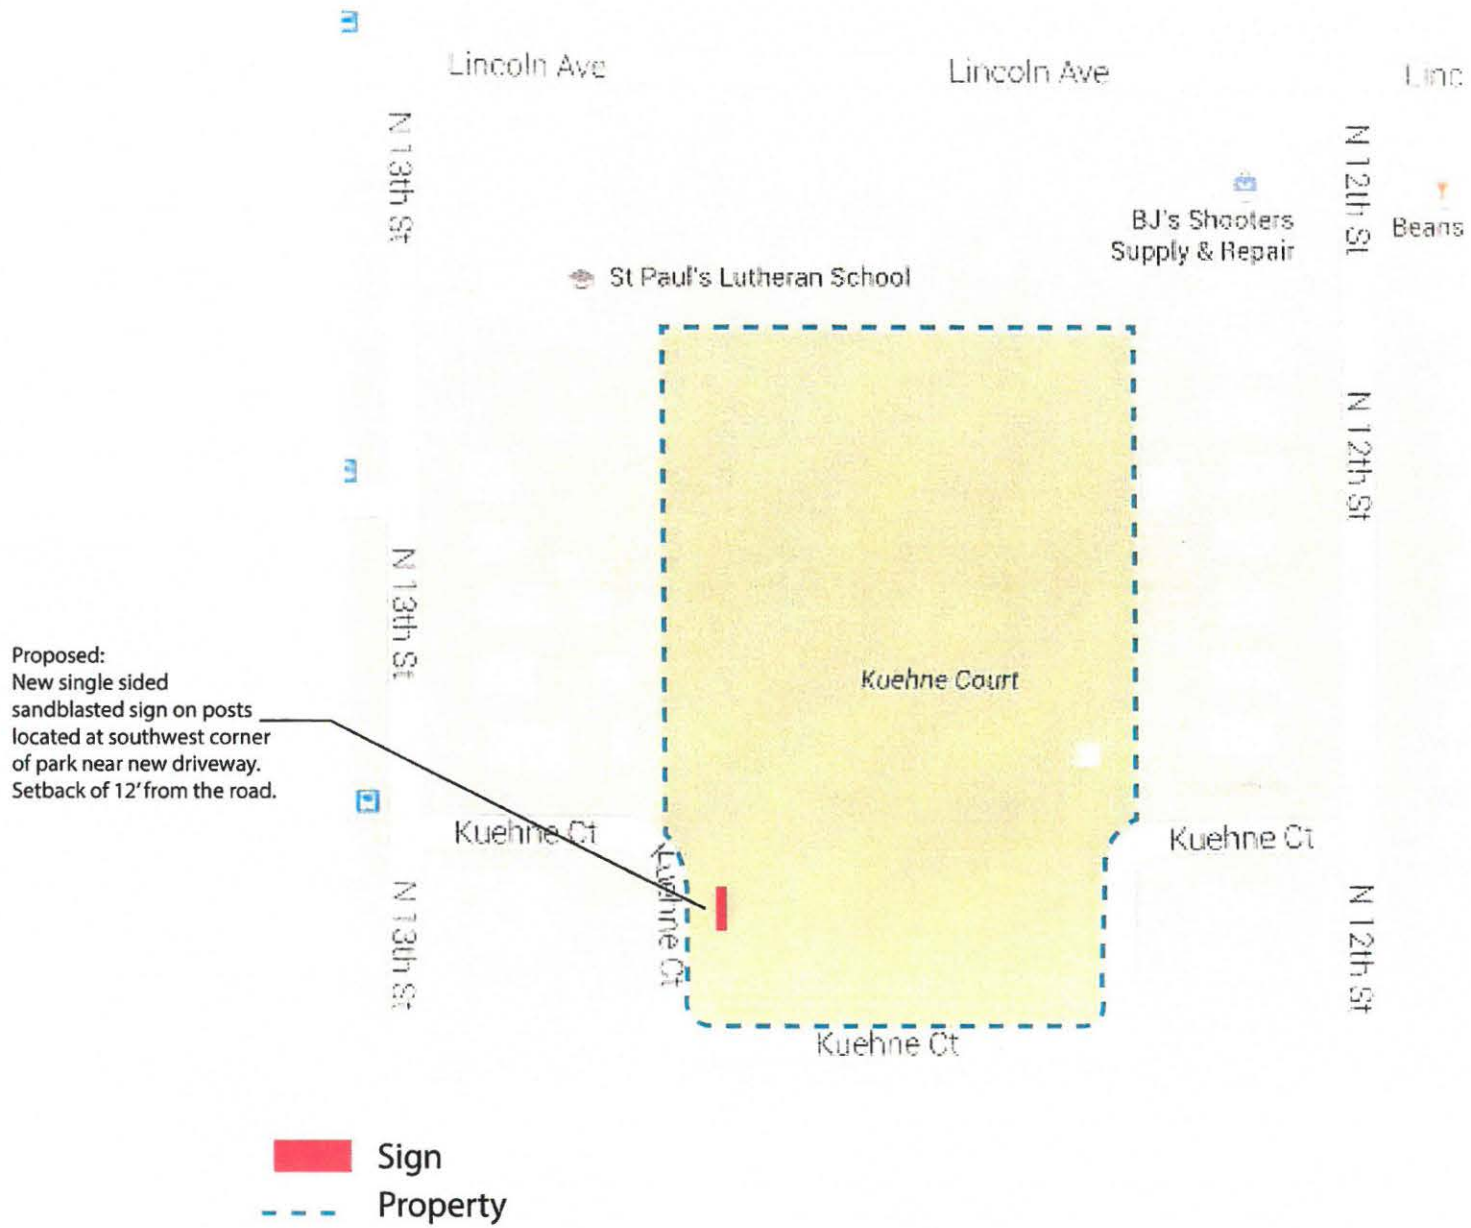 Lincoln Ave
Lincoln Ave
Linc
N 13th St
N 12th St
BJ's Shooters
Supply & Repair
Beans
St Paul's Lutheran School
N 12th St
N 13th St
Proposed:
New single sided
sandblasted sign on posts
located at southwest corner
of park near new driveway.
Setback of 12' from the road.
Kuehne Court
Kuehne Ct
Kuehne Ct
Kuehne Ct
N 13th St
N 12th St
Kuehne Ct
Sign
Property